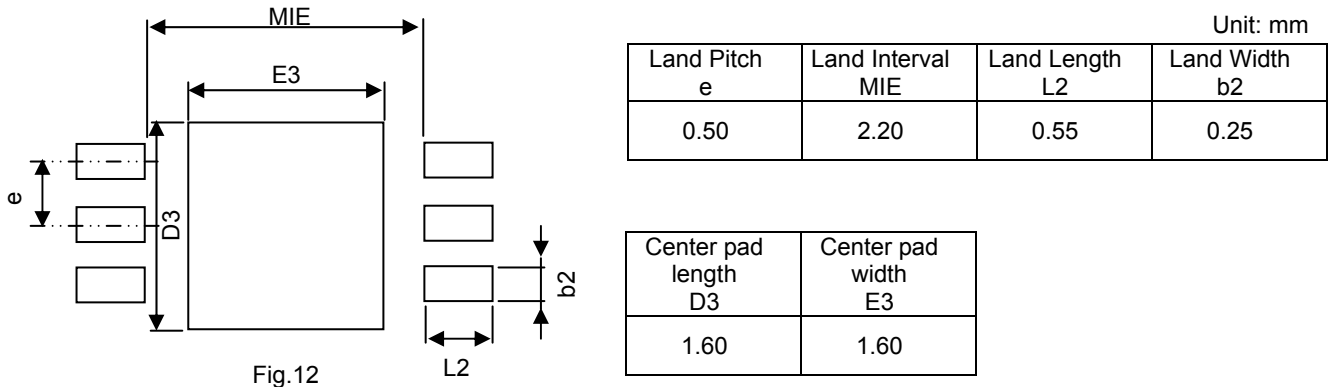 MIE
E3
e
D3
b2
L2
Fig.12
Unit: mm
Land Pitch Land Interval Land Length Land Width
e MIE L2 b2
0.50 2.20 0.55 0.25
Center pad Center pad
length width
D3 E3
1.60 1.60